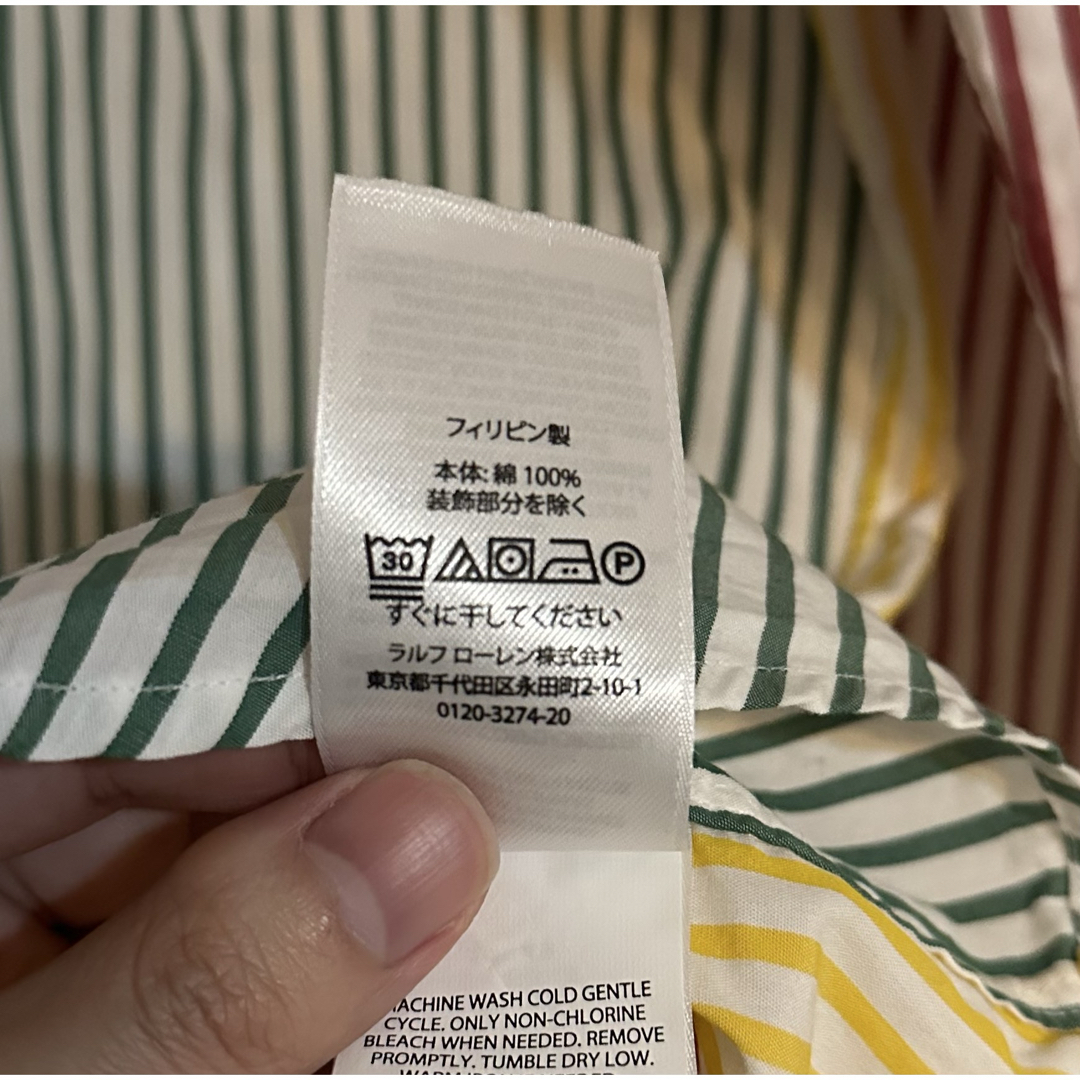 フィリピン製
本体: 綿 100%
装飾部分を除く
30 P
すぐに干してください
ラルフ ローレン株式会社
東京都千代田区永田町2-10-1
0120-3274-20
MACHINE WASH COLD GENTLE
CYCLE. ONLY NON-CHLORINE
BLEACH WHEN NEEDED. REMOVE
PROMPTLY. TUMBLE DRY LOW.